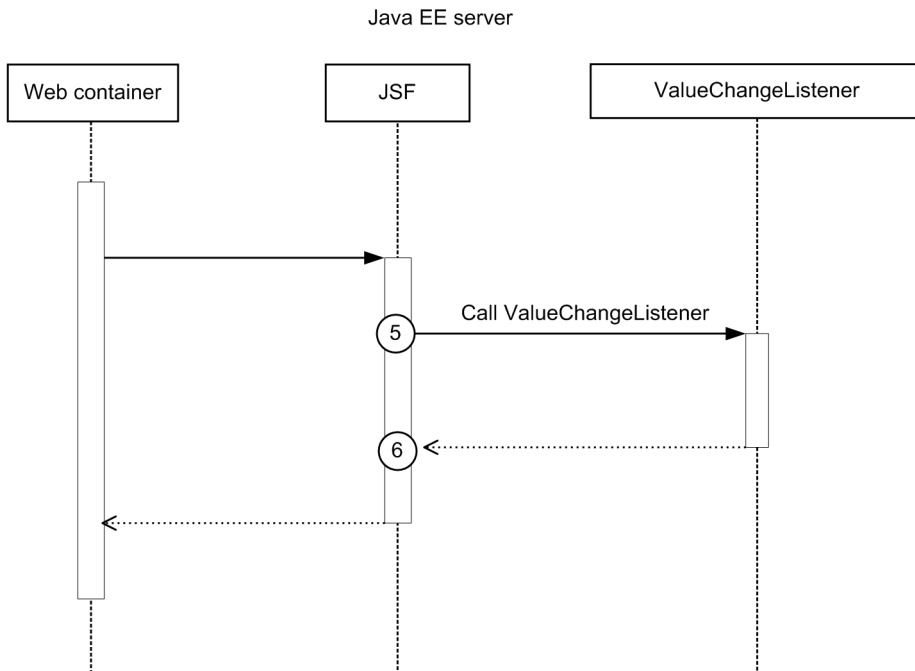 Java EE server
Web container
JSF
ValueChangeListener
5
Call ValueChangeListener
6